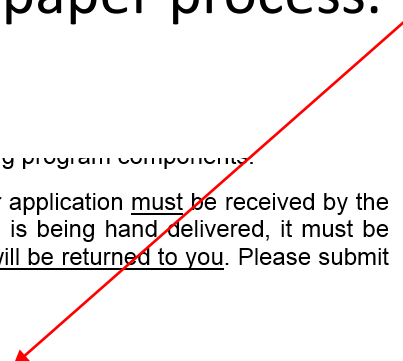 paper process.
g program components.
r application must be received by the
is being hand delivered, it must be
will be returned to you. Please submit